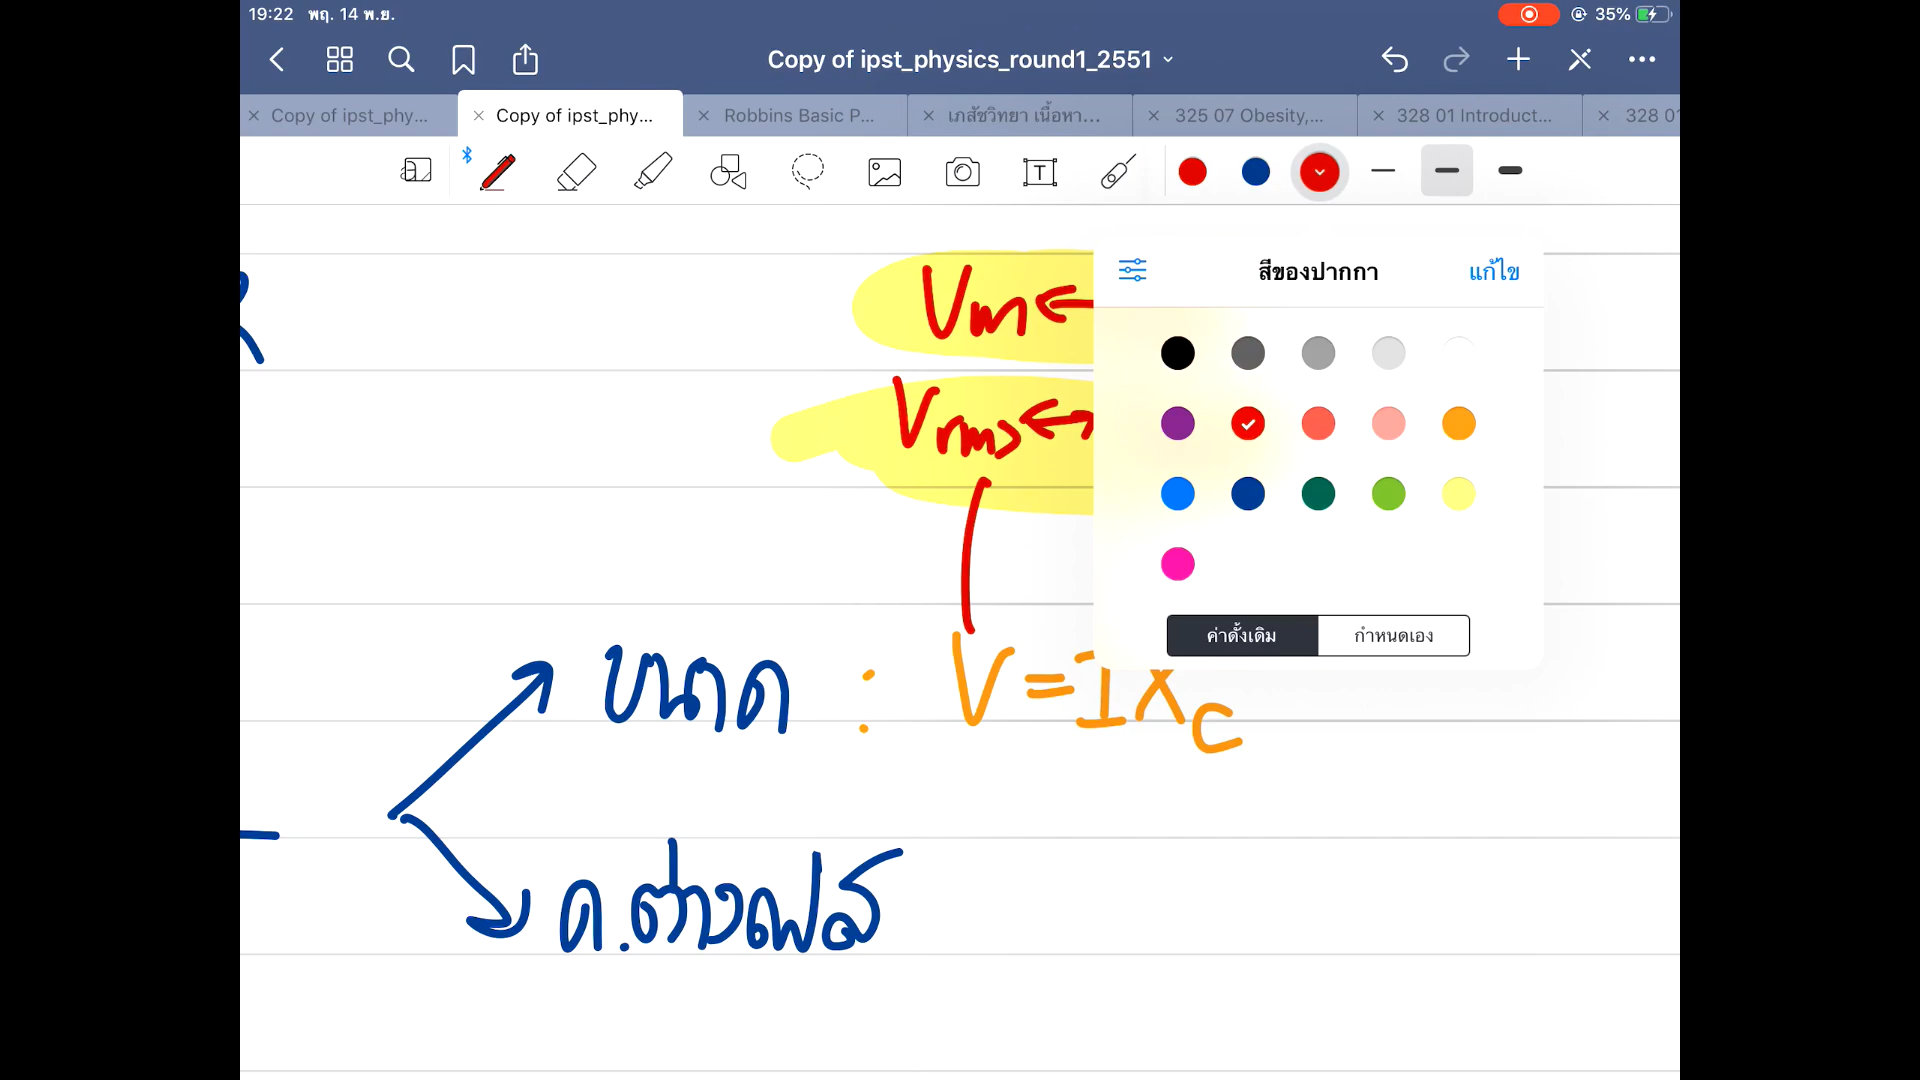 19:22 พฤ. 14 พ.ย. 35%
Copy of ipst_physics_round1_2551
Copy of ipst_phy... Copy of ipst_phy... Robbins Basic P... เภสัชวิทยา เนื้อหา... 325 07 Obesity,... 328 01 Introduct... 328 01
สีของปากกา แก้ไข
Vm ←
Vrms ↔
ค่าดั้งเดิม กำหนดเอง
ขนาด : V = IXC
ค.ต่างเฟส